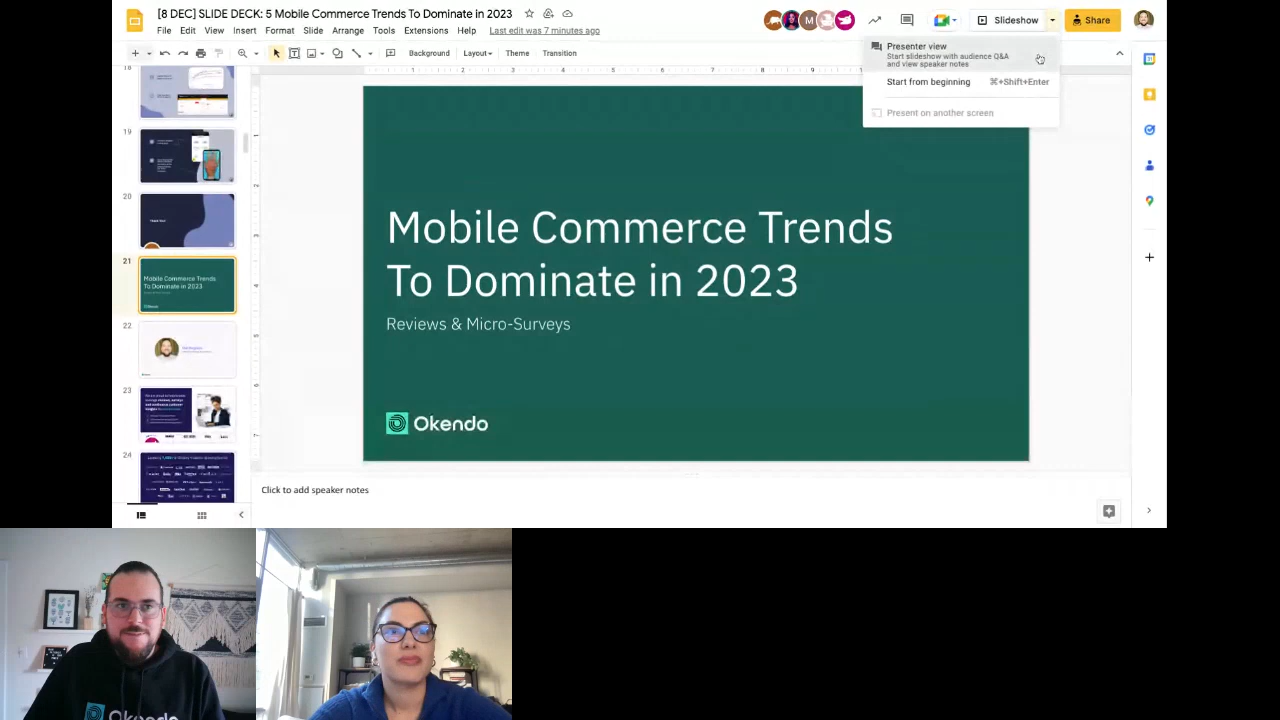 [8 DEC] SLIDE DECK: 5 Mobile Commerce Trends To Dominate in 2023
File Edit View Insert Format Slide Arrange Tools Extensions Help Last edit was 7 minutes ago
M
Slideshow
Share
Background Layout Theme Transition
Presenter view
Start slideshow with audience Q&A
and view speaker notes
Start from beginning ⌘+Shift+Enter
Present on another screen
19
20
Thank You!
21
Mobile Commerce Trends
To Dominate in 2023
22
23
24
Mobile Commerce Trends
To Dominate in 2023
Reviews & Micro-Surveys
Okendo
Click to add speaker notes
Okendo